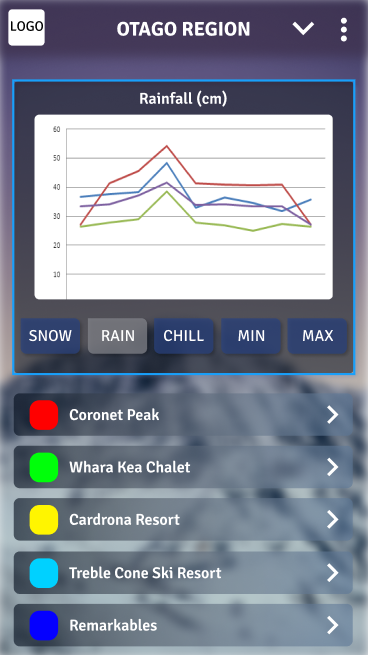 LOGO
OTAGO REGION
Rainfall (cm)
60
50
40
30
20
10
SNOW RAIN CHILL MIN MAX
Coronet Peak
Whara Kea Chalet
Cardrona Resort
Treble Cone Ski Resort
Remarkables